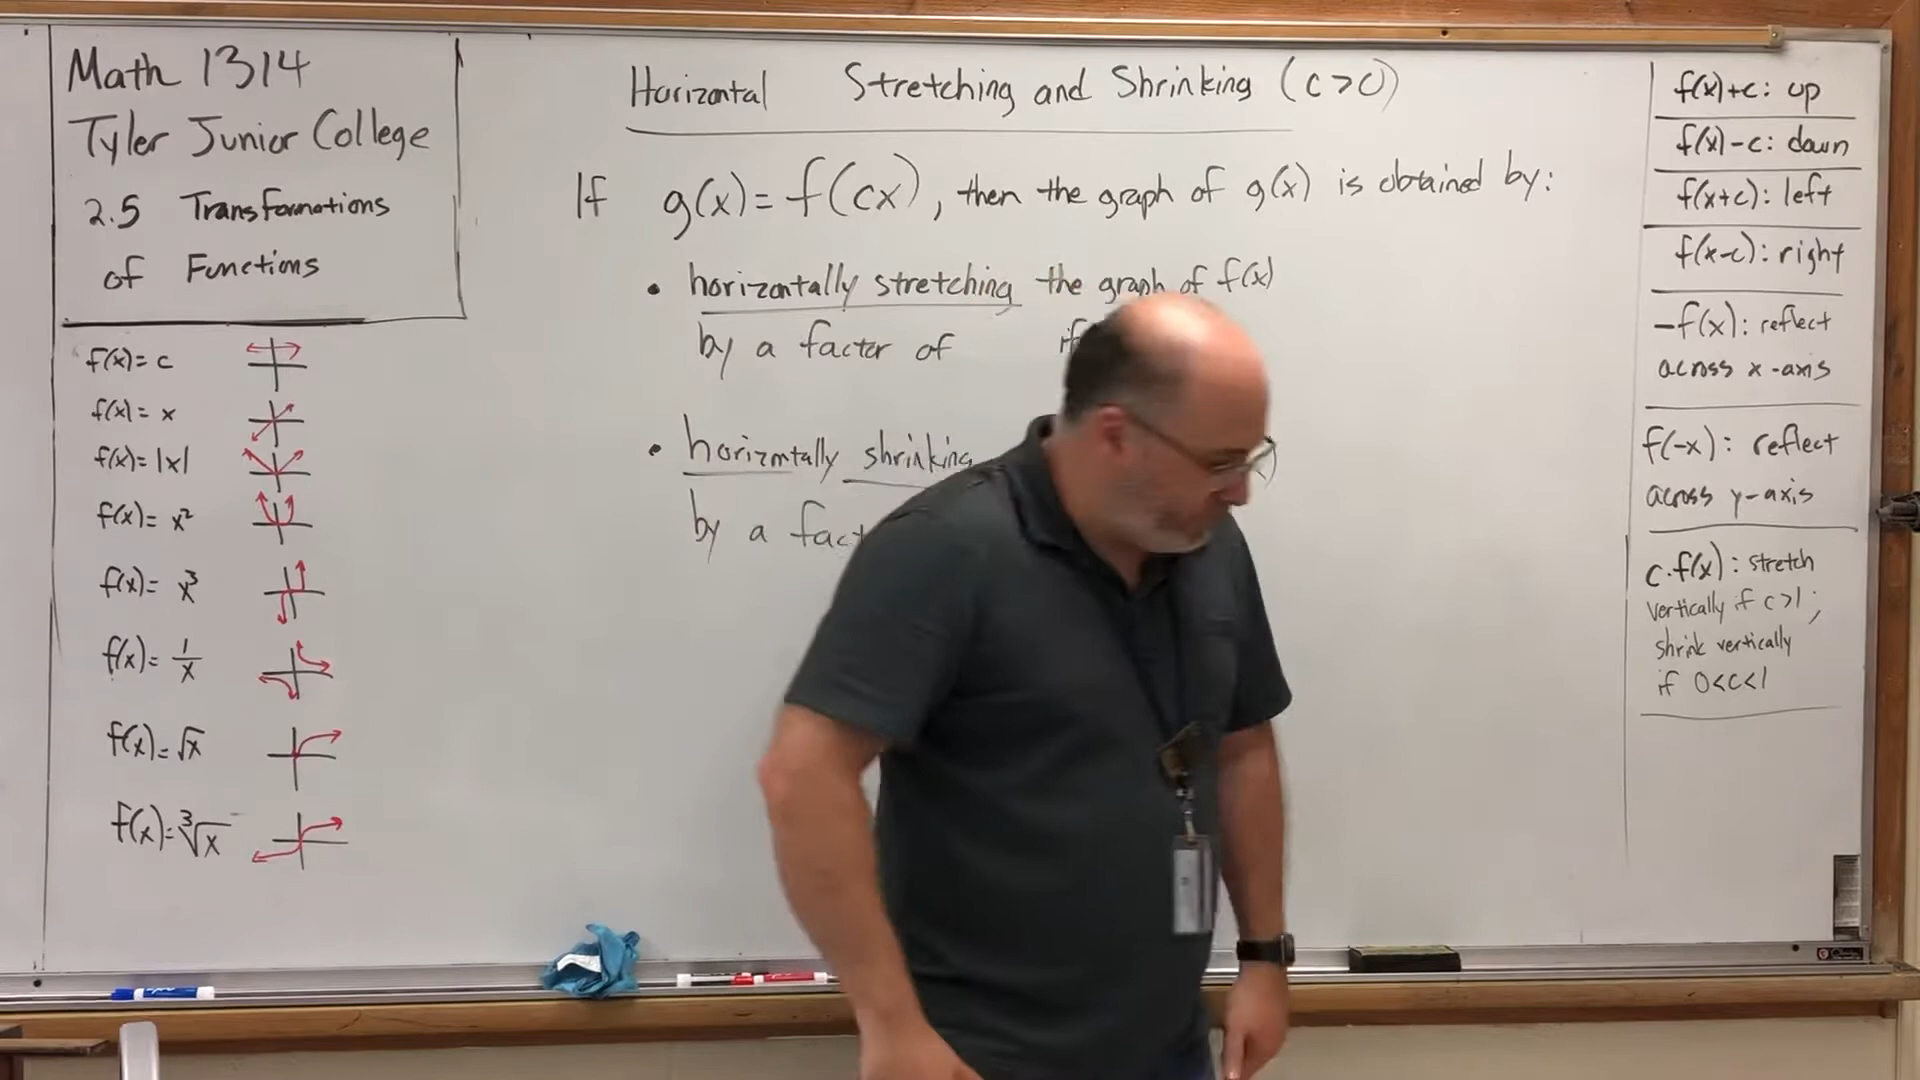 Math 1314
Tyler Junior College
2.5 Transformations
of Functions
f(x) = c
f(x) = x
f(x) = |x|
f(x) = x²
f(x) = x³
f(x) = 1/x
f(x) = √x
f(x) = ³√x
Horizontal Stretching and Shrinking (c>0)
If g(x) = f(cx), then the graph of g(x) is obtained by:
• horizontally stretching the graph of f(x)
by a factor of if
• horizontally shrinking
by a
f(x)+c: up
f(x)-c: down
f(x+c): left
f(x-c): right
-f(x): reflect
across x-axis
f(-x): reflect
across y-axis
c·f(x): stretch
vertically if c>1;
shrink vertically
if 0<c<1